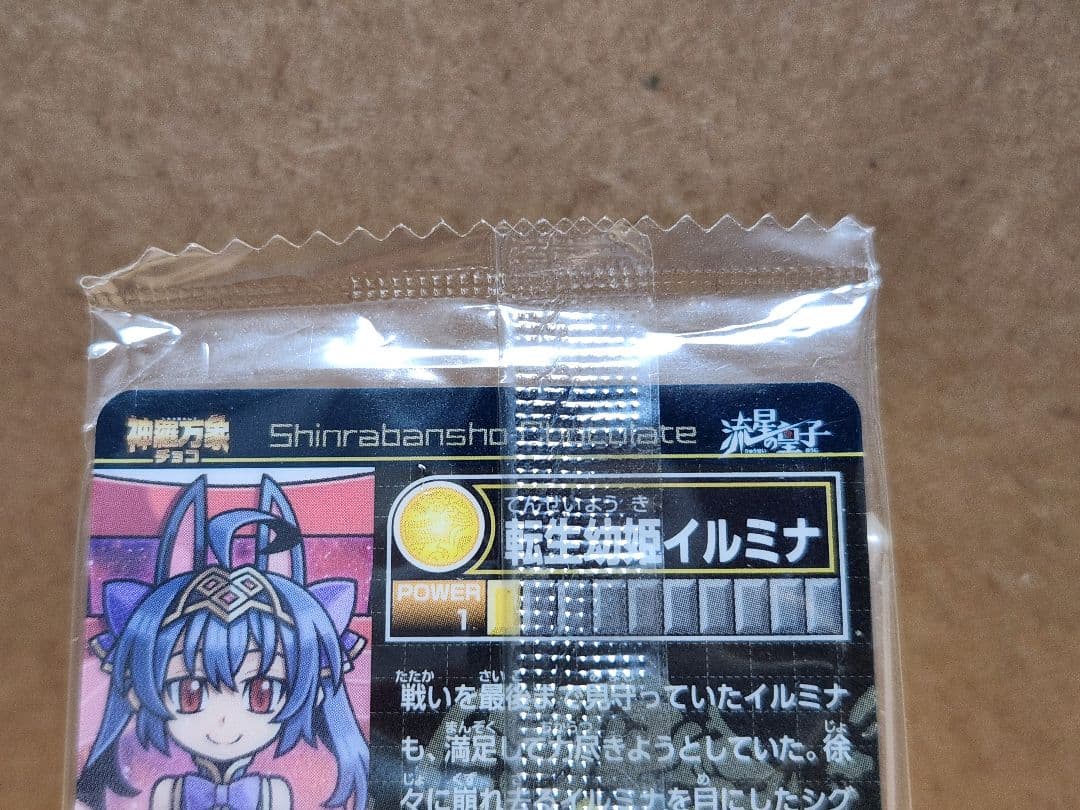 神羅万象
チョコ
Shinrabansho Chocolate
流星の皇子
てんせいようき
転生幼姫イルミナ
POWER
1
たたか さい
戦いを最後まで見守っていたイルミナ
まんぞく じょ
も、満足して力尽きようとしていた。徐
じょ くず め
々に崩れ去るイルミナを目にしたシグ